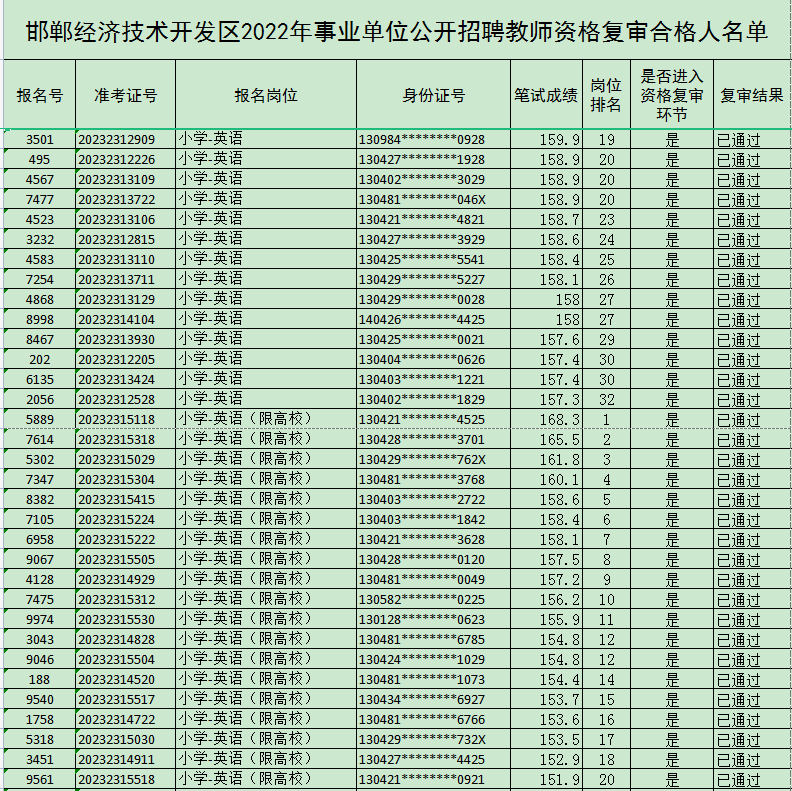 邯郸经济技术开发区2022年事业单位公开招聘教师资格复审合格人名单
报名号 准考证号 报名岗位 身份证号 笔试成绩 岗位排名 是否进入资格复审环节 复审结果
3501 20232312909 小学-英语 130984********0928 159.9 19 是 已通过
495 20232312226 小学-英语 130427********1928 158.9 20 是 已通过
4567 20232313109 小学-英语 130402********3029 158.9 20 是 已通过
7477 20232313722 小学-英语 130481********046X 158.9 20 是 已通过
4523 20232313106 小学-英语 130421********4821 158.7 23 是 已通过
3232 20232312815 小学-英语 130427********3929 158.6 24 是 已通过
4583 20232313110 小学-英语 130425********5541 158.4 25 是 已通过
7254 20232313711 小学-英语 130429********5227 158.1 26 是 已通过
4868 20232313129 小学-英语 130429********0028 158 27 是 已通过
8998 20232314104 小学-英语 140426********4425 158 27 是 已通过
8467 20232313930 小学-英语 130425********0021 157.6 29 是 已通过
202 20232312205 小学-英语 130404********0626 157.4 30 是 已通过
6135 20232313424 小学-英语 130403********1221 157.4 30 是 已通过
2056 20232312528 小学-英语 130402********1829 157.3 32 是 已通过
5889 20232315118 小学-英语（限高校） 130421********4525 168.3 1 是 已通过
7614 20232315318 小学-英语（限高校） 130428********3701 165.5 2 是 已通过
5302 20232315029 小学-英语（限高校） 130429********762X 161.8 3 是 已通过
7347 20232315304 小学-英语（限高校） 130481********3768 160.1 4 是 已通过
8382 20232315415 小学-英语（限高校） 130403********2722 158.6 5 是 已通过
7105 20232315224 小学-英语（限高校） 130403********1842 158.4 6 是 已通过
6958 20232315222 小学-英语（限高校） 130421********3628 158.1 7 是 已通过
9067 20232315505 小学-英语（限高校） 130428********0120 157.5 8 是 已通过
4128 20232314929 小学-英语（限高校） 130481********0049 157.2 9 是 已通过
7475 20232315312 小学-英语（限高校） 130582********0225 156.2 10 是 已通过
9974 20232315530 小学-英语（限高校） 130128********0623 155.9 11 是 已通过
3043 20232314828 小学-英语（限高校） 130481********6785 154.8 12 是 已通过
9046 20232315504 小学-英语（限高校） 130424********1029 154.8 12 是 已通过
188 20232314520 小学-英语（限高校） 130481********1073 154.4 14 是 已通过
9540 20232315517 小学-英语（限高校） 130434********6927 153.7 15 是 已通过
1758 20232314722 小学-英语（限高校） 130481********6766 153.6 16 是 已通过
5318 20232315030 小学-英语（限高校） 130429********732X 153.5 17 是 已通过
3451 20232314911 小学-英语（限高校） 130427********4425 152.9 18 是 已通过
9561 20232315518 小学-英语（限高校） 130421********0921 151.9 20 是 已通过